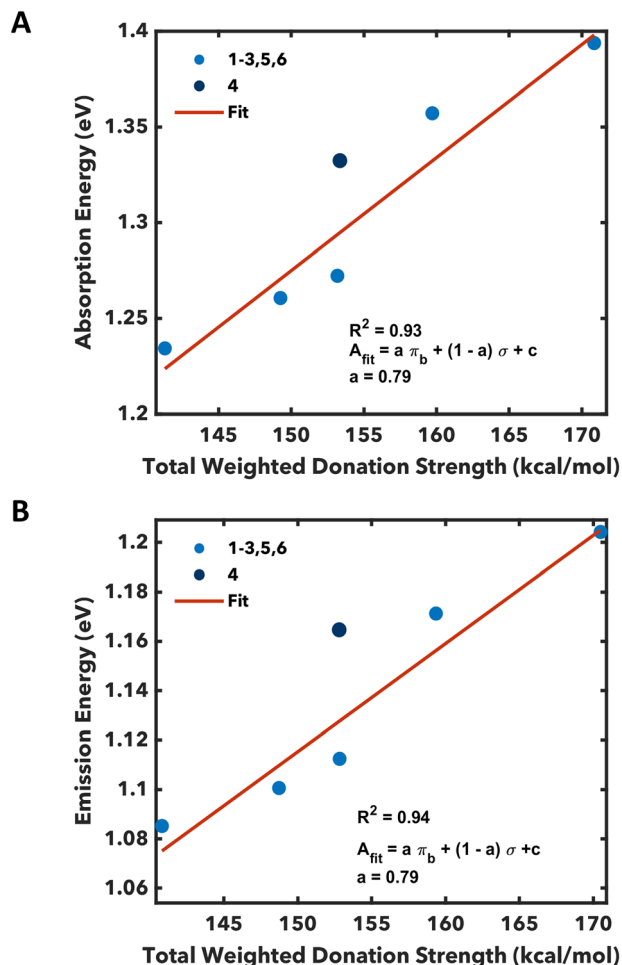 A
Absorption Energy (eV)
1.4
1.35
1.3
1.25
1.2
1-3,5,6
4
Fit
R² = 0.93
A_fit = a π_b + (1 - a) σ + c
a = 0.79
145 150 155 160 165 170
Total Weighted Donation Strength (kcal/mol)
B
Emission Energy (eV)
1.2
1.18
1.16
1.14
1.12
1.1
1.08
1.06
1-3,5,6
4
Fit
R² = 0.94
A_fit = a π_b + (1 - a) σ +c
a = 0.79
145 150 155 160 165 170
Total Weighted Donation Strength (kcal/mol)